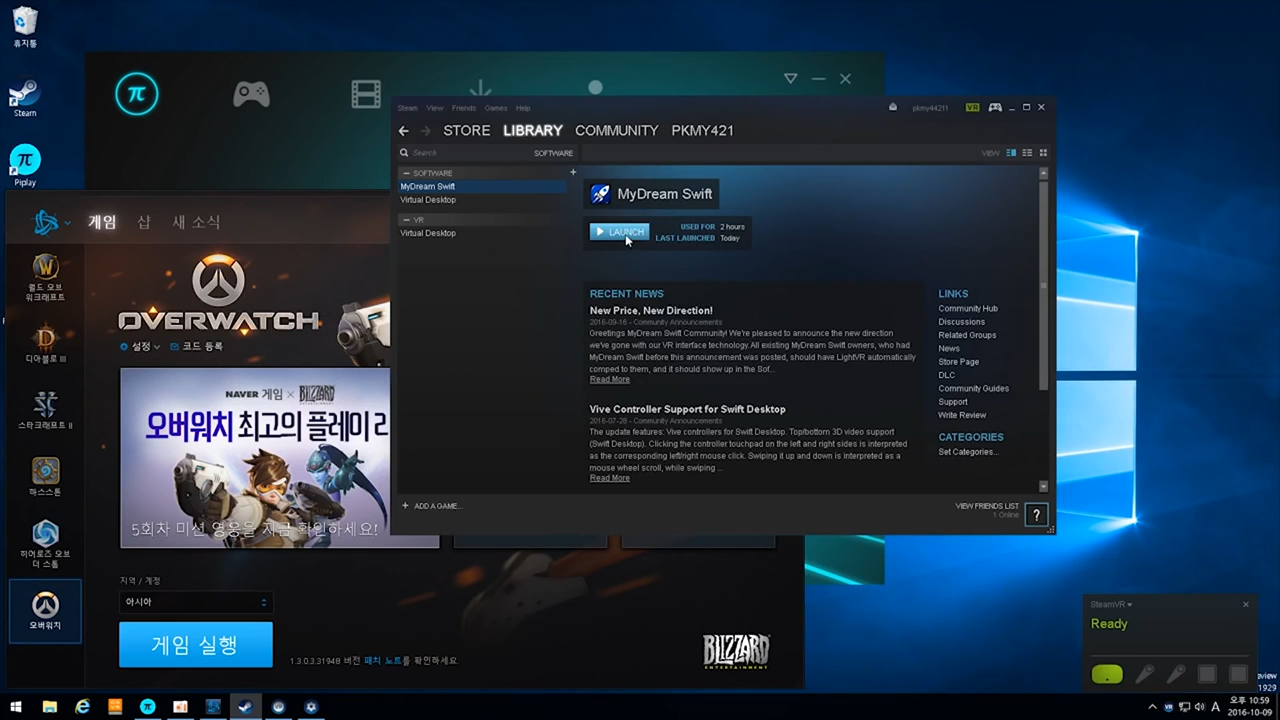 휴지통
Steam
Piplay
게임
샵
새 소식
월드 오브
워크래프트
디아블로 III
스타크래프트 II
하스스톤
히어로즈 오브
더 스톰
오버워치
OVERWATCH
설정
코드 등록
NAVER 게임 × BLIZZARD
오버워치 최고의 플레이
5회차 미션 영웅을 지금 확인하세요!
지역 / 계정
아시아
게임 실행
1.3.0.3.31948 버전 패치 노트를 확인하세요.
BLIZZARD
ENTERTAINMENT
Steam View Friends Games Help
pkmy44211
VR
STORE LIBRARY COMMUNITY PKMY421
Search
SOFTWARE
VIEW
— SOFTWARE
+
MyDream Swift
Virtual Desktop
— VR
Virtual Desktop
MyDream Swift
LAUNCH
USED FOR 2 hours
LAST LAUNCHED Today
RECENT NEWS
New Price, New Direction!
2016-09-16 - Community Announcements
Greetings MyDream Swift Community! We're pleased to announce the new direction
we've gone with our VR interface technology.All existing MyDream Swift owners, who had
MyDream Swift before this announcement was posted, should have LightVR automatically
comped to them, and it should show up in the Sof...
Read More
Vive Controller Support for Swift Desktop
2016-07-28 - Community Announcements
The update features: Vive controllers for Swift Desktop. Top/bottom 3D video support
(Swift Desktop). Clicking the controller touchpad on the left and right sides is interpreted
as the corresponding left/right mouse click. Swiping it up and down is interpreted as a
mouse wheel scroll, while swiping ...
Read More
LINKS
Community Hub
Discussions
Related Groups
News
Store Page
DLC
Community Guides
Support
Write Review
CATEGORIES
Set Categories...
+ ADD A GAME...
VIEW FRIENDS LIST
1 Online
?
SteamVR
Ready
1929
A
오후 10:59
2016-10-09